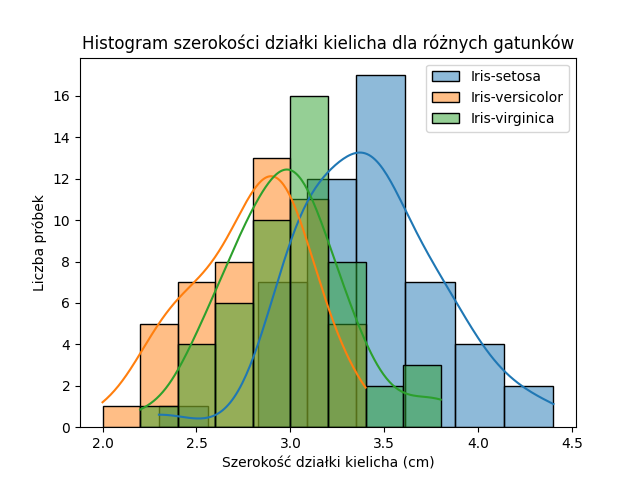 Histogram szerokości działki kielicha dla różnych gatunków
Iris-setosa
Iris-versicolor
Iris-virginica
Liczba próbek
16
14
12
10
8
6
4
2
0
2.0 2.5 3.0 3.5 4.0 4.5
Szerokość działki kielicha (cm)